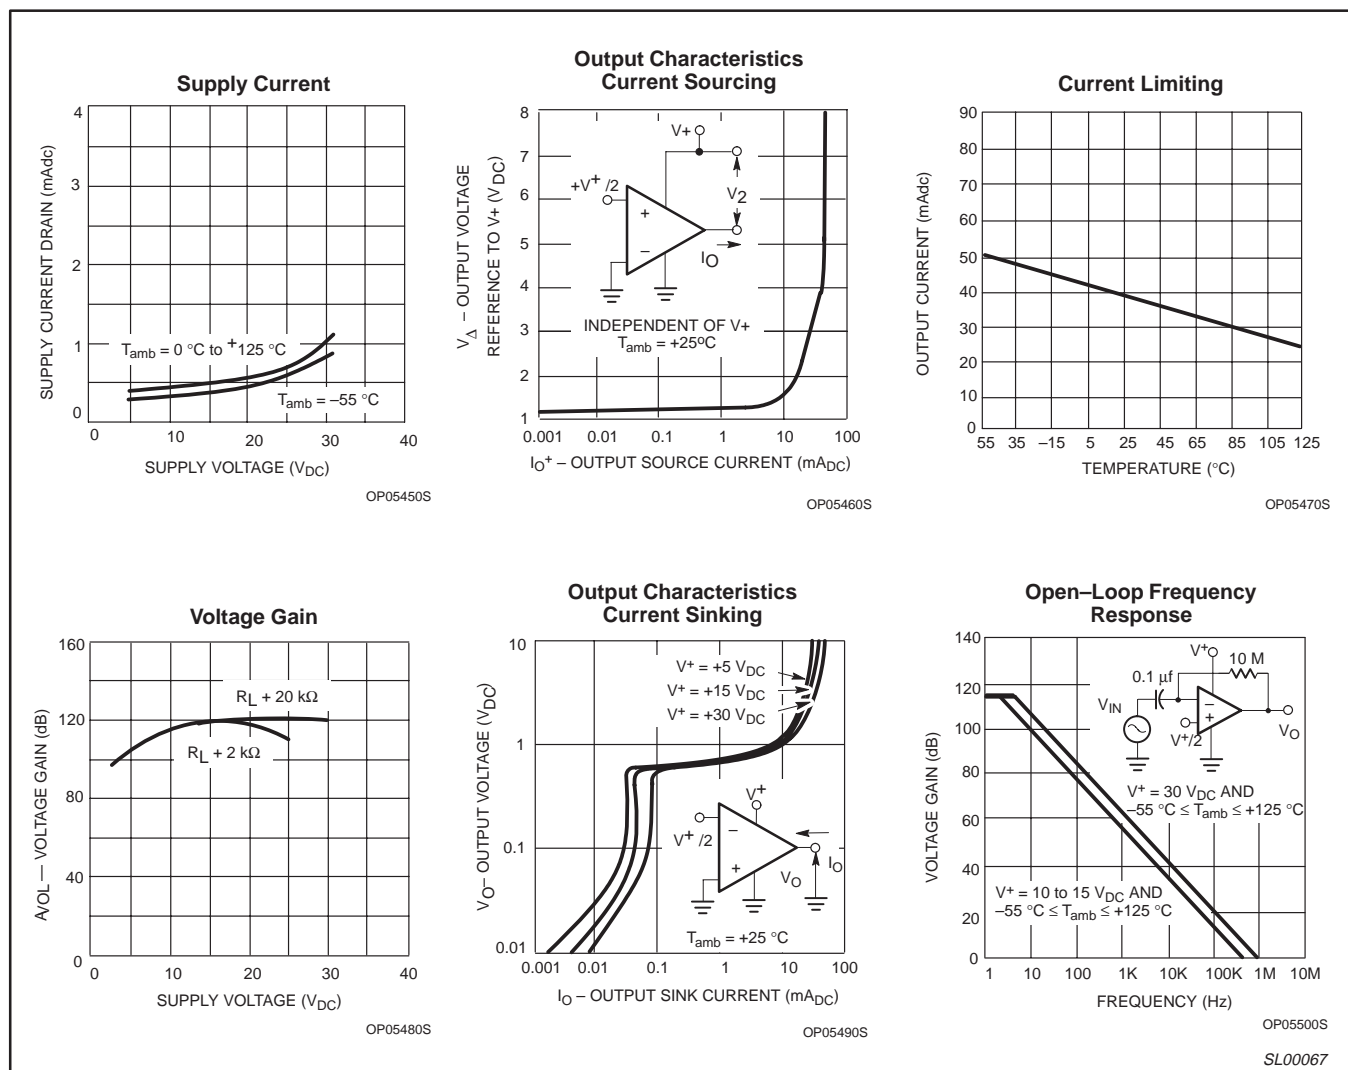 Supply Current
SUPPLY CURRENT DRAIN (mAdc)
4
3
2
1
0
Tamb = 0 °C to +125 °C
Tamb = –55 °C
0 10 20 30 40
SUPPLY VOLTAGE (VDC)
OP05450S
Output Characteristics
Current Sourcing
VΔ – OUTPUT VOLTAGE
REFERENCE TO V+ (VDC)
8
7
6
5
4
3
2
1
V+
+V+ /2
+
–
V2
IO
INDEPENDENT OF V+
Tamb = +25oC
0.001 0.01 0.1 1 10 100
IO+ – OUTPUT SOURCE CURRENT (mADC)
OP05460S
Current Limiting
OUTPUT CURRENT (mAdc)
90
80
70
60
50
40
30
20
10
0
55 35 –15 5 25 45 65 85 105 125
TEMPERATURE (°C)
OP05470S
Voltage Gain
AVOL — VOLTAGE GAIN (dB)
160
120
80
40
0
RL + 20 kΩ
RL + 2 kΩ
0 10 20 30 40
SUPPLY VOLTAGE (VDC)
OP05480S
Output Characteristics
Current Sinking
VO– OUTPUT VOLTAGE (VDC)
10
1
0.1
0.01
V+ = +5 VDC
V+ = +15 VDC
V+ = +30 VDC
V+
V+ /2
–
+
VO
IO
Tamb = +25 °C
0.001 0.01 0.1 1 10 100
IO – OUTPUT SINK CURRENT (mADC)
OP05490S
Open–Loop Frequency
Response
VOLTAGE GAIN (dB)
140
120
100
80
60
40
20
0
V+
10 M
0.1 µf
VIN
–
+
V+/2
VO
V+ = 30 VDC AND
–55 °C ≤ Tamb ≤ +125 °C
V+ = 10 to 15 VDC AND
–55 °C ≤ Tamb ≤ +125 °C
1 10 100 1K 10K 100K 1M 10M
FREQUENCY (Hz)
OP05500S
SL00067